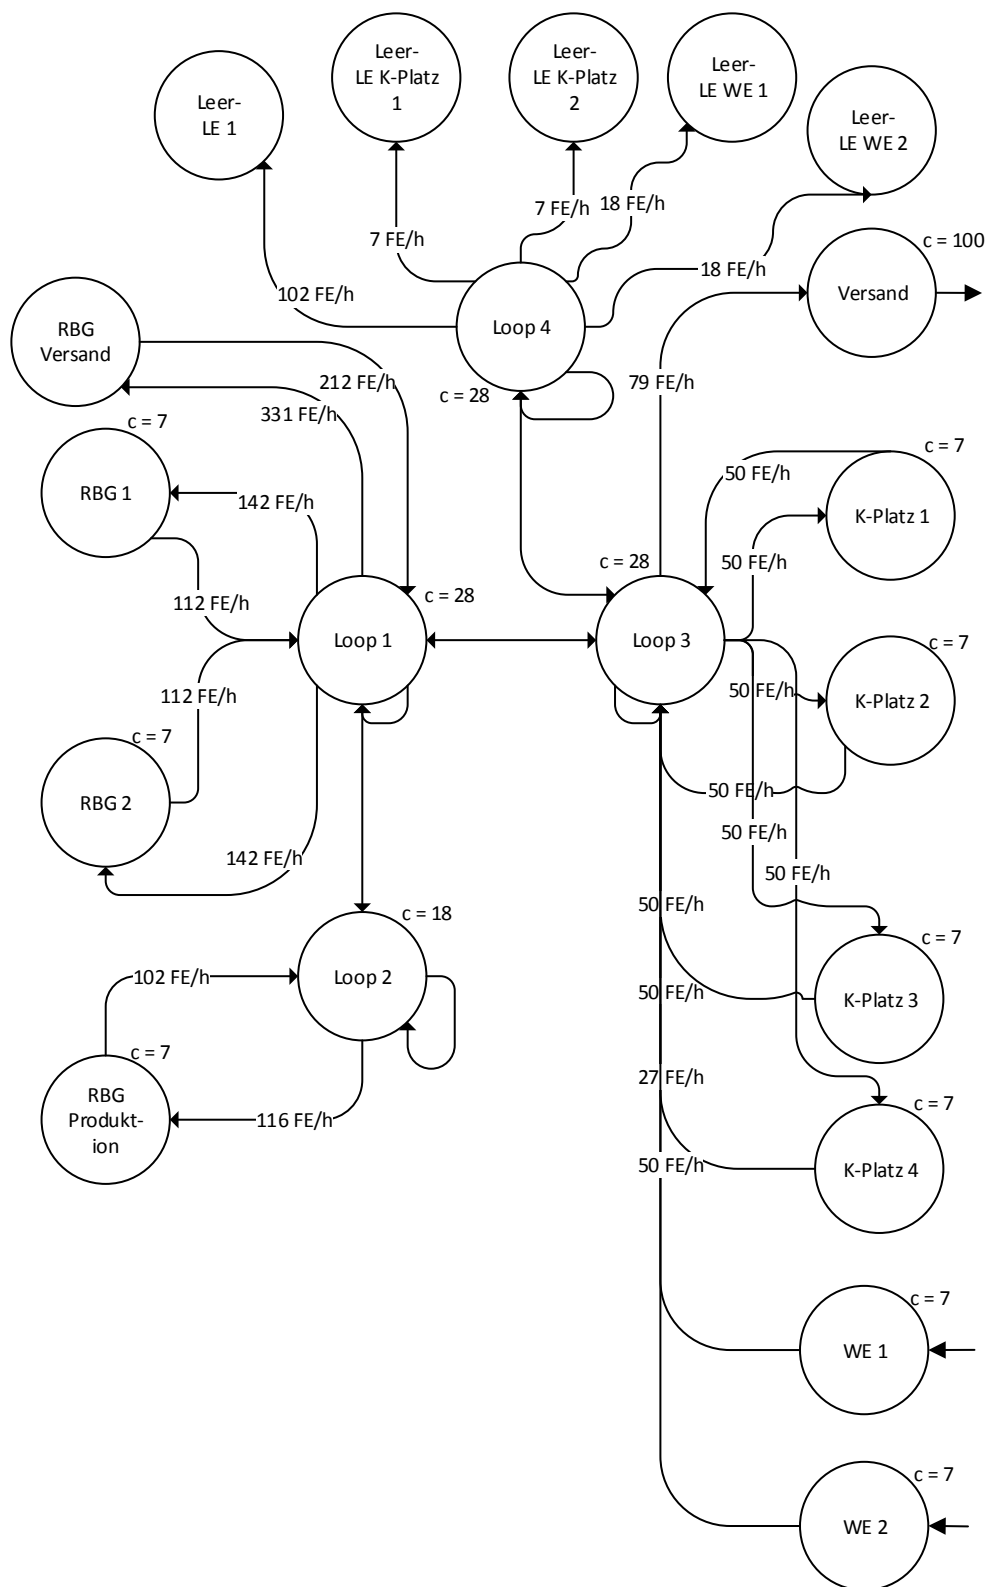 Leer-
LE K-Platz
1
Leer-
LE K-Platz
2
Leer-
LE WE 1
Leer-
LE 1
Leer-
LE WE 2
7 FE/h
18 FE/h
7 FE/h
c = 100
18 FE/h
102 FE/h
Versand
RBG
Versand
Loop 4
212 FE/h
79 FE/h
c = 28
331 FE/h
c = 7
c = 7
50 FE/h
RBG 1
142 FE/h
K-Platz 1
c = 28
50 FE/h
112 FE/h
c = 28
Loop 1
Loop 3
c = 7
112 FE/h
50 FE/h
K-Platz 2
c = 7
50 FE/h
RBG 2
50 FE/h
142 FE/h
50 FE/h
50 FE/h
c = 18
c = 7
Loop 2
102 FE/h
50 FE/h
K-Platz 3
c = 7
27 FE/h
RBG
Produkt-
ion
116 FE/h
c = 7
50 FE/h
K-Platz 4
c = 7
WE 1
c = 7
WE 2